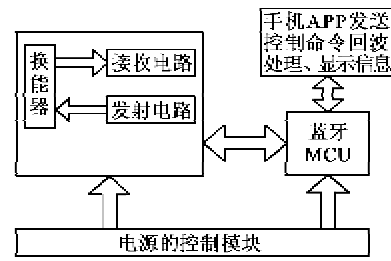 换能器
接收电路
发射电路
手机APP发送
控制命令回波
处理、显示信息
蓝牙
MCU
电源的控制模块